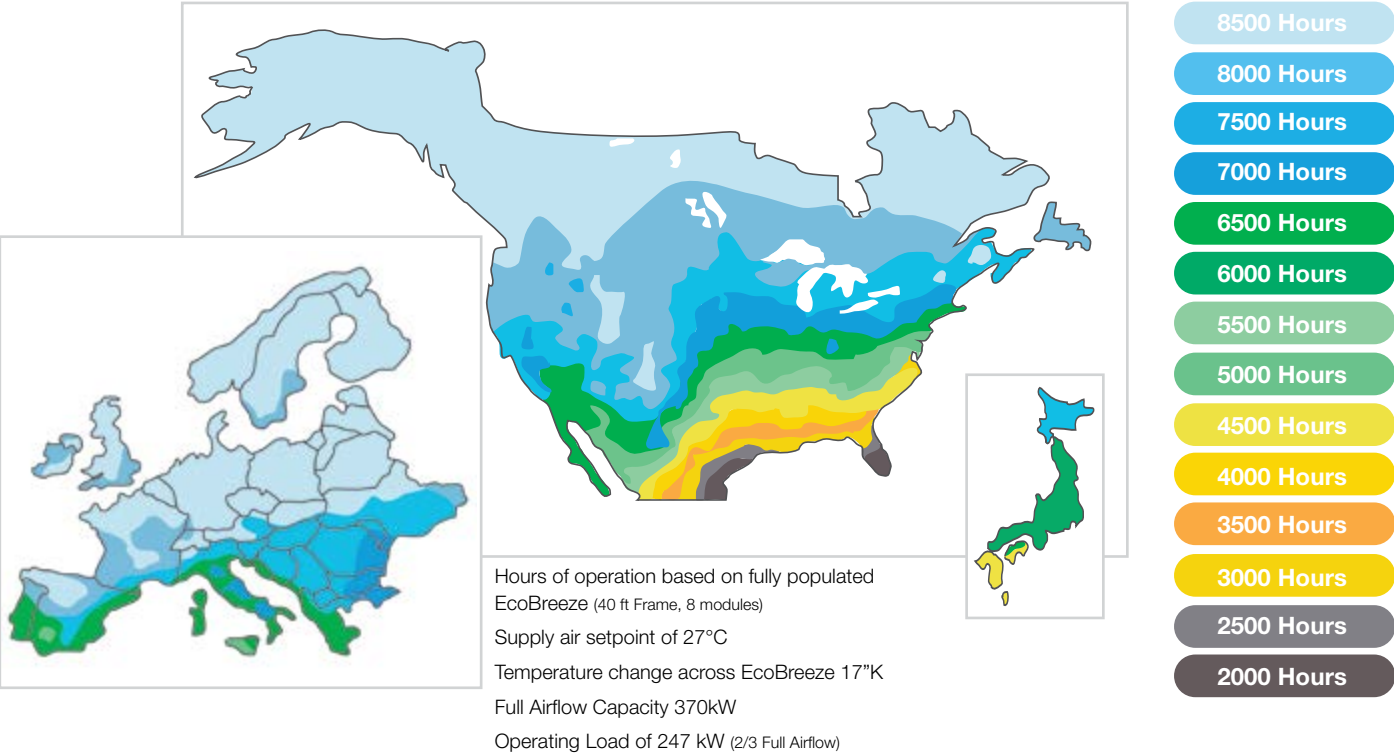 8500 Hours
8000 Hours
7500 Hours
7000 Hours
6500 Hours
6000 Hours
5500 Hours
5000 Hours
4500 Hours
4000 Hours
3500 Hours
3000 Hours
2500 Hours
2000 Hours
Hours of operation based on fully populated
EcoBreeze (40 ft Frame, 8 modules)
Supply air setpoint of 27°C
Temperature change across EcoBreeze 17”K
Full Airflow Capacity 370kW
Operating Load of 247 kW (2/3 Full Airflow)